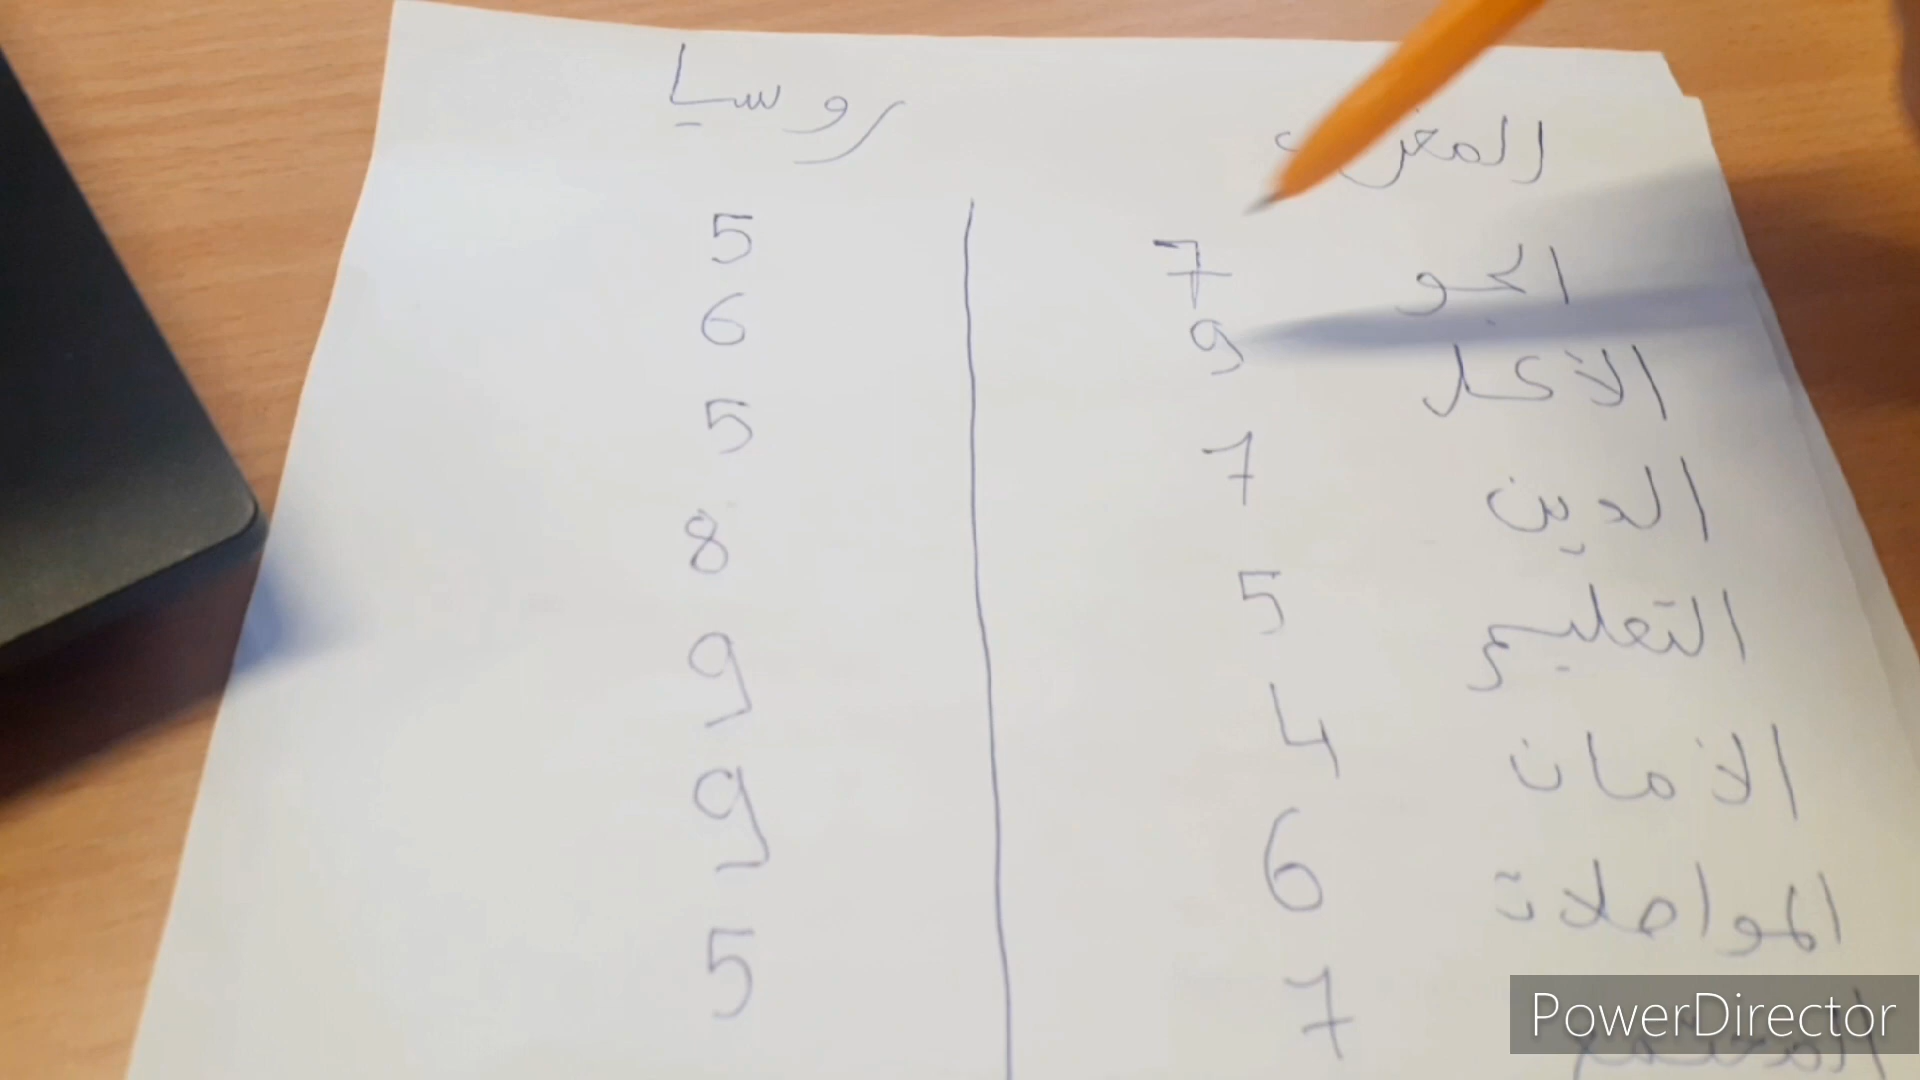 المغرب روسيا
الجو 7 5
الأكل 9 6
الدين 7 5
التعليم 5 8
الأمان 4 9
المواصلات 6 9
7 5
PowerDirector